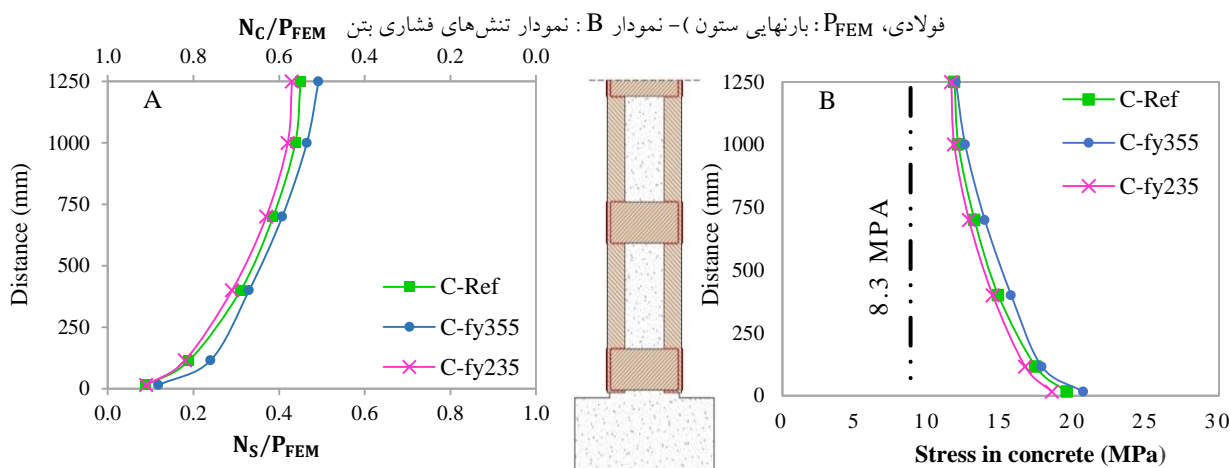 فولادی، P_FEM: بارنهایی ستون )- نمودار B : نمودار تنش‌های فشاری بتن
N_C/P_FEM
1.0 0.8 0.6 0.4 0.2 0.0
A
Distance (mm)
1250
1000
750
500
250
0
C-Ref
C-fy355
C-fy235
0.0 0.2 0.4 0.6 0.8 1.0
N_S/P_FEM
B
Distance (mm)
1250
1000
750
500
250
0
8.3 MPA
C-Ref
C-fy355
C-fy235
0 5 10 15 20 25 30
Stress in concrete (MPa)